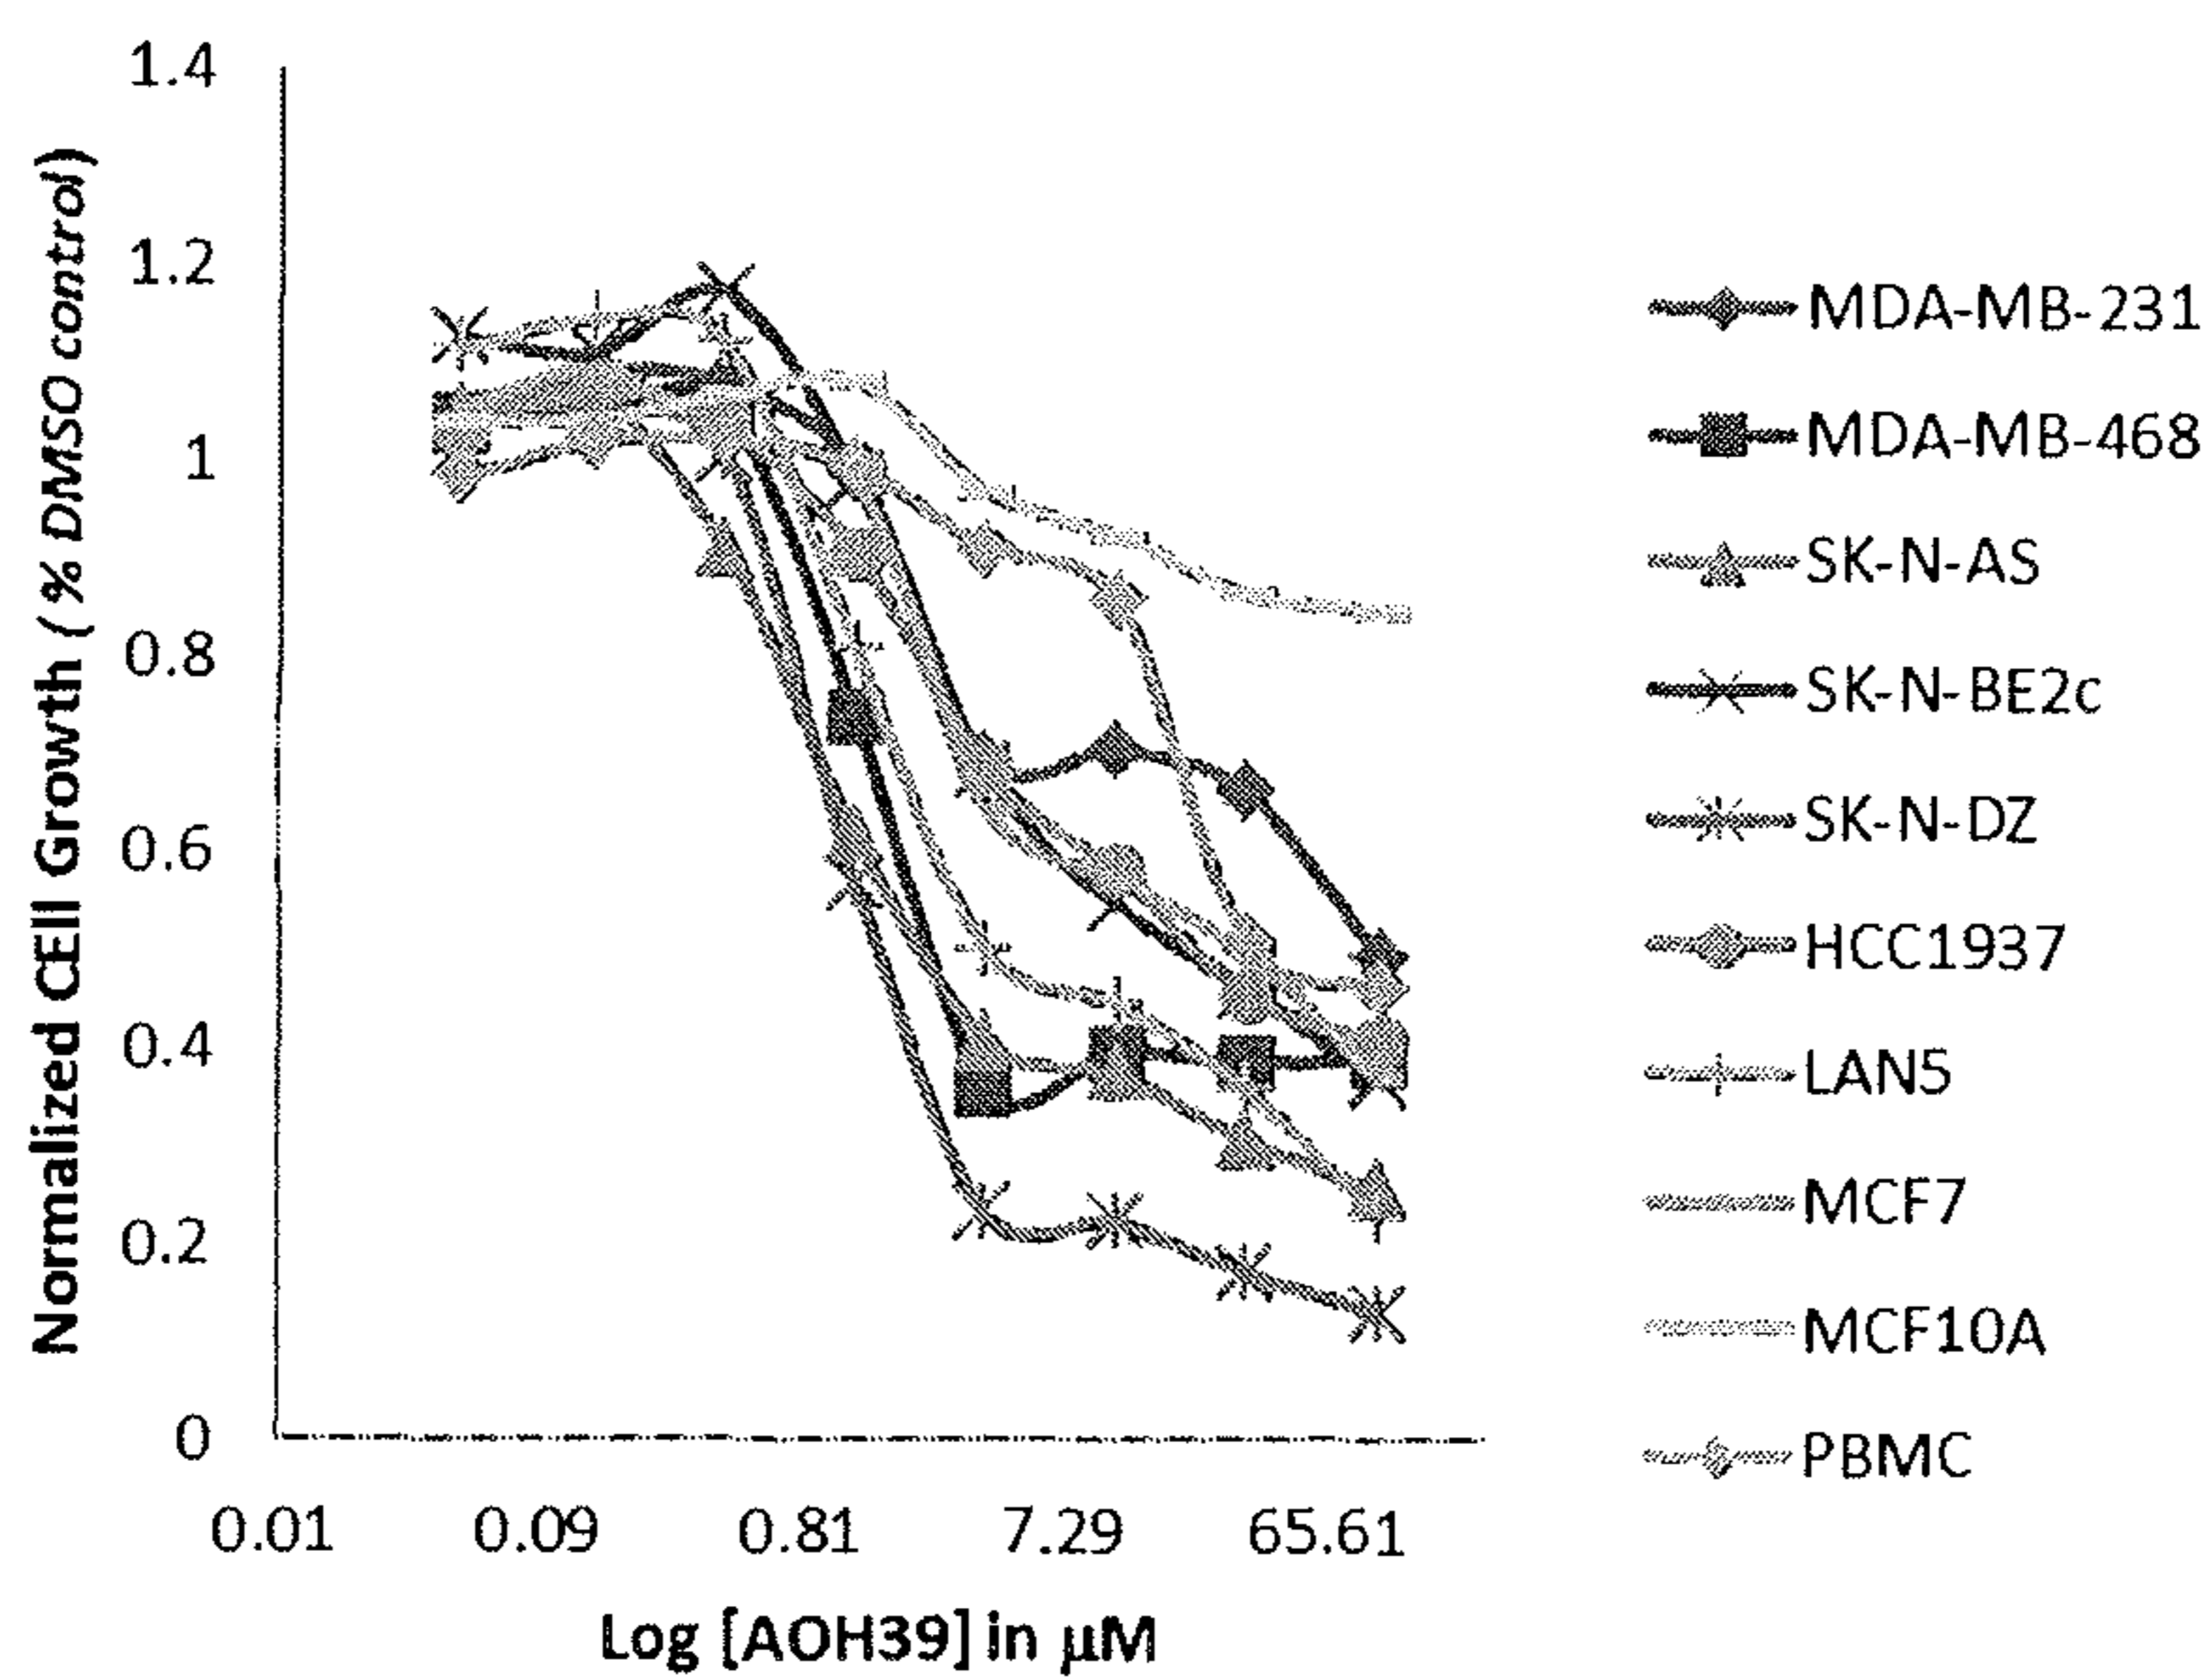 Normalized CEll Growth ( % DMSO control)
1.4
1.2
1
0.8
0.6
0.4
0.2
0
0.01 0.09 0.81 7.29 65.61
Log [AOH39] in µM
MDA-MB-231
MDA-MB-468
SK-N-AS
SK-N-BE2c
SK-N-DZ
HCC1937
LAN5
MCF7
MCF10A
PBMC